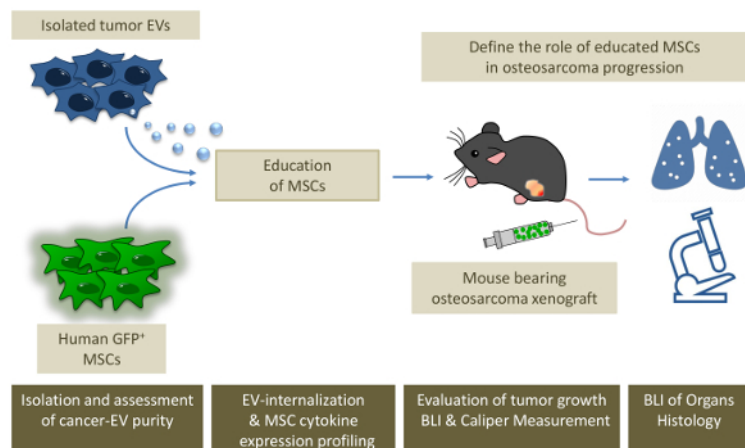 Isolated tumor EVs
Define the role of educated MSCs
in osteosarcoma progression
Education
of MSCs
Mouse bearing
osteosarcoma xenograft
Human GFP⁺
MSCs
Isolation and assessment
of cancer-EV purity
EV-internalization
& MSC cytokine
expression profiling
Evaluation of tumor growth
BLI & Caliper Measurement
BLI of Organs
Histology